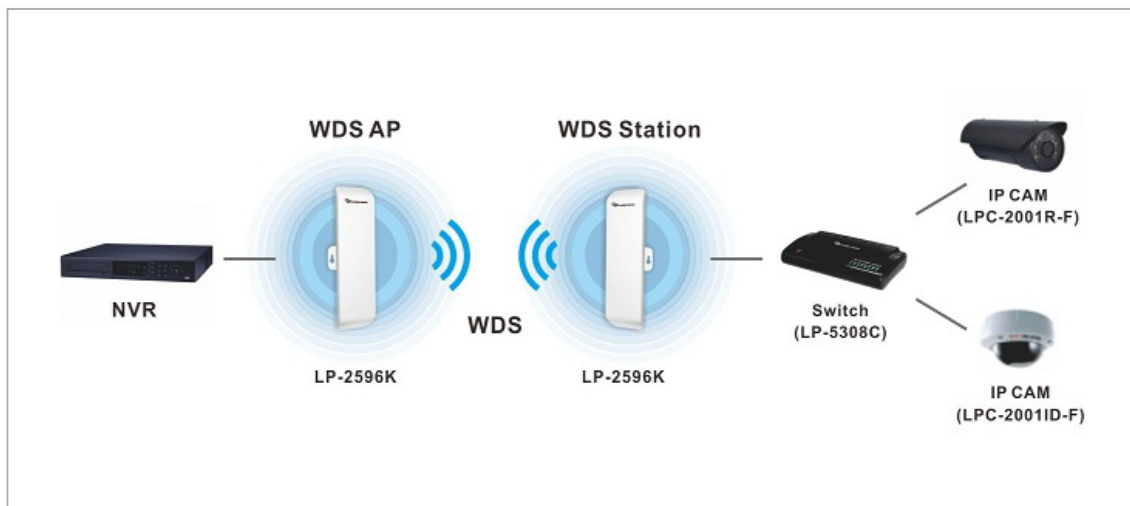 WDS AP
WDS Station
IP CAM
(LPC-2001R-F)
NVR
WDS
Switch
(LP-5308C)
LP-2596K
LP-2596K
IP CAM
(LPC-2001ID-F)